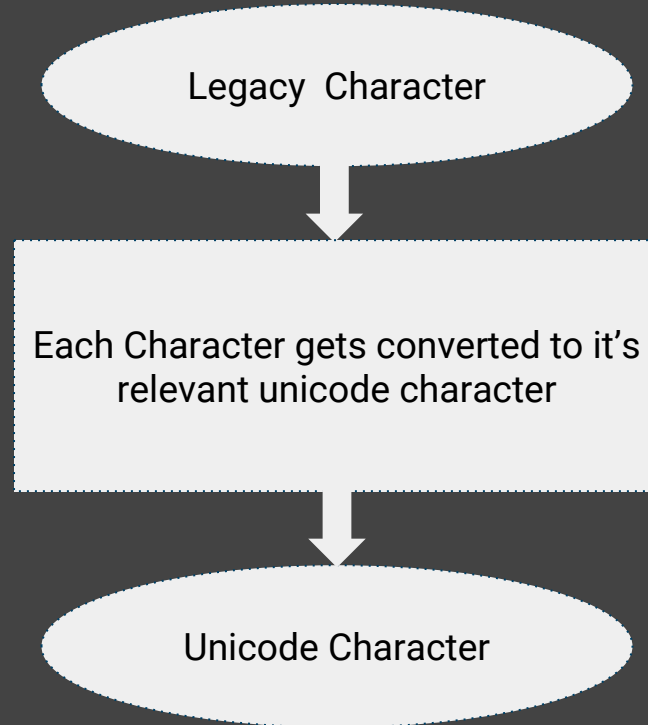 Legacy  Character
Each Character gets converted to it’s
relevant unicode character
Unicode Character